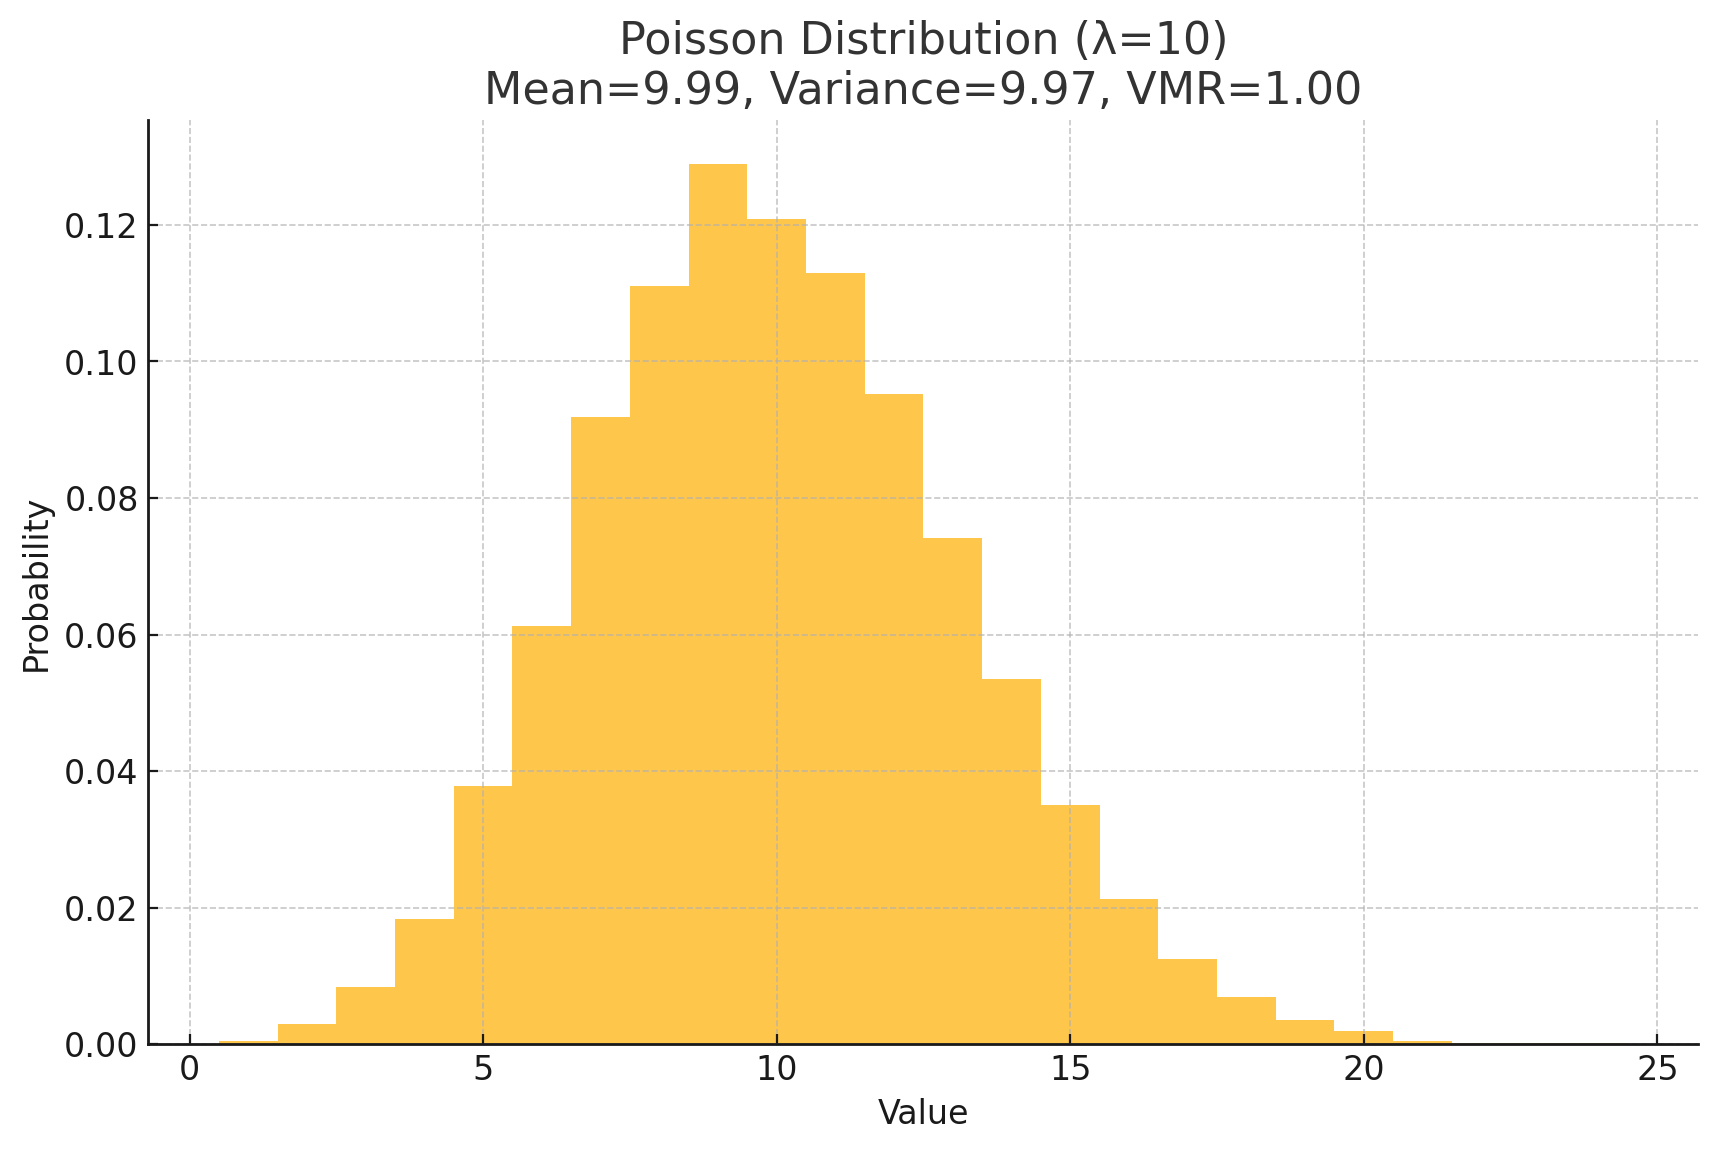 Poisson Distribution (λ=10)
Mean=9.99, Variance=9.97, VMR=1.00
Probability
0.12
0.10
0.08
0.06
0.04
0.02
0.00
0 5 10 15 20 25
Value